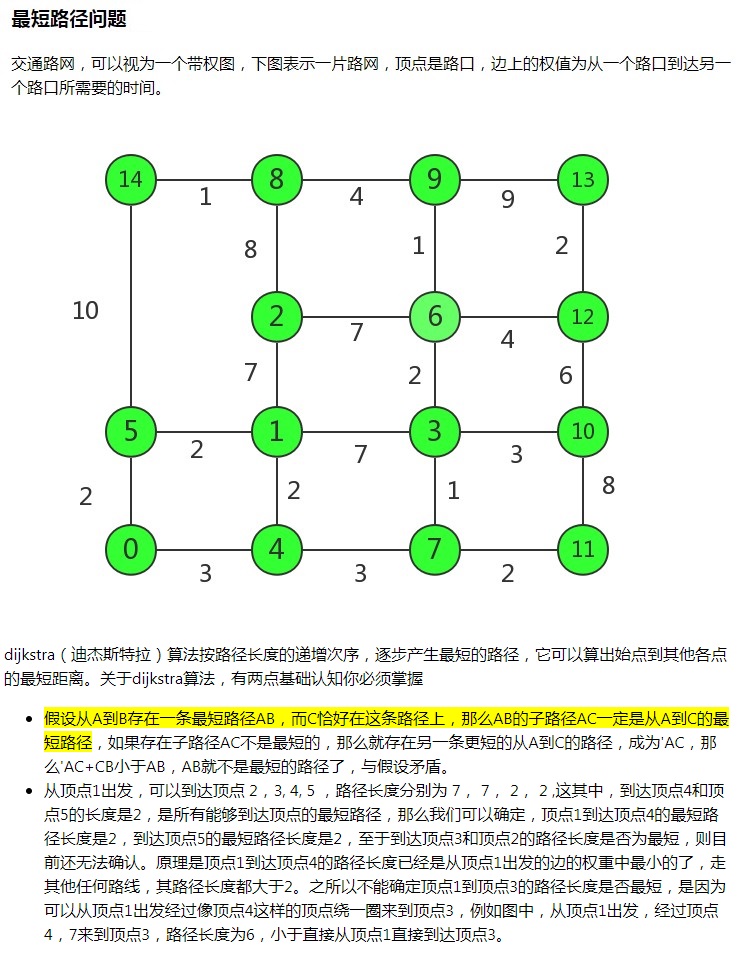 最短路径问题
交通路网，可以视为一个带权图，下图表示一片路网，顶点是路口，边上的权值为从一个路口到达另一
个路口所需要的时间。
14 8 9 13
1 4 9
8 1 2
10
2 6 12
7 4
7 2 6
5 1 3 10
2 7 3
2 2 1 8
0 4 7 11
3 3 2
dijkstra（迪杰斯特拉）算法按路径长度的递增次序，逐步产生最短的路径，它可以算出始点到其他各点
的最短距离。关于dijkstra算法，有两点基础认知你必须掌握
• 假设从A到B存在一条最短路径AB，而C恰好在这条路径上，那么AB的子路径AC一定是从A到C的最
短路径，如果存在子路径AC不是最短的，那么就存在另一条更短的从A到C的路径，成为'AC，那
么'AC+CB小于AB，AB就不是最短的路径了，与假设矛盾。
• 从顶点1出发，可以到达顶点 2，3, 4, 5 ，路径长度分别为 7， 7， 2， 2 ,这其中，到达顶点4和顶
点5的长度是2，是所有能够到达顶点的最短路径，那么我们可以确定，顶点1到达顶点4的最短路
径长度是2，到达顶点5的最短路径长度是2，至于到达顶点3和顶点2的路径长度是否为最短，则目
前还无法确认。原理是顶点1到达顶点4的路径长度已经是从顶点1出发的边的权重中最小的了，走
其他任何路线，其路径长度都大于2。之所以不能确定顶点1到顶点3的路径长度是否最短，是因为
可以从顶点1出发经过像顶点4这样的顶点绕一圈来到顶点3，例如图中，从顶点1出发，经过顶点
4，7来到顶点3，路径长度为6，小于直接从顶点1直接到达顶点3。